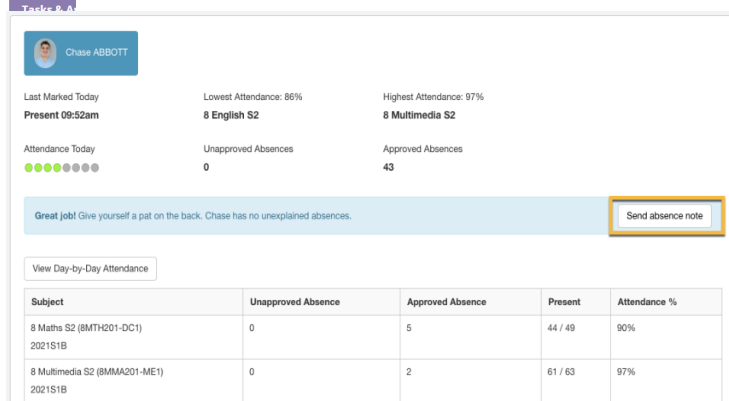 Tasks & A
Chase ABBOTT
Last Marked Today
Lowest Attendance: 86%
Highest Attendance: 97%
Present 09:52am
8 English S2
8 Multimedia S2
Attendance Today
Unapproved Absences
Approved Absences
0
43
Great job! Give yourself a pat on the back. Chase has no unexplained absences.
Send absence note
View Day-by-Day Attendance
Subject Unapproved Absence Approved Absence Present Attendance %
8 Maths S2 (8MTH201-DC1) 0 5 44 / 49 90%
2021S1B
8 Multimedia S2 (8MMA201-ME1) 0 2 61 / 63 97%
2021S1B